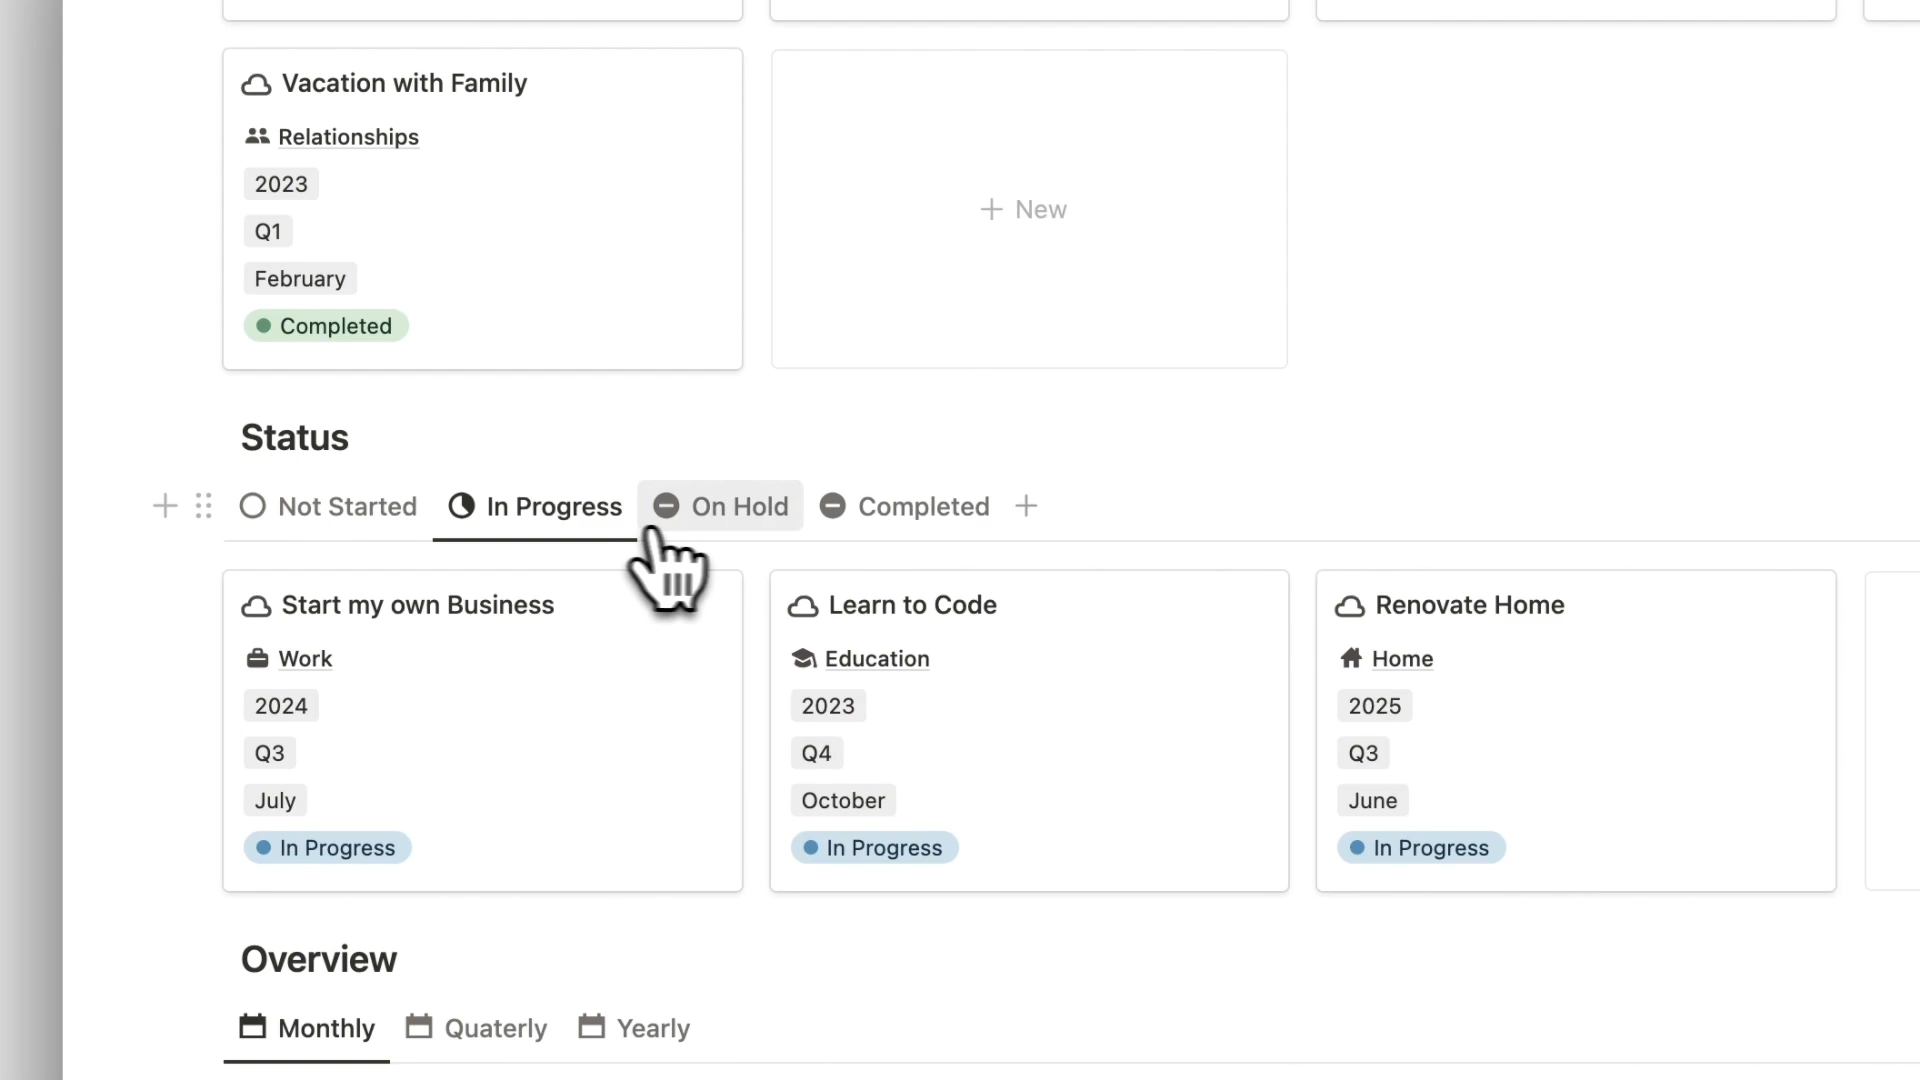 Vacation with Family
Relationships
2023
Q1
February
Completed
+ New
Status
Not Started In Progress On Hold Completed +
Start my own Business
Work
2024
Q3
July
In Progress
Learn to Code
Education
2023
Q4
October
In Progress
Renovate Home
Home
2025
Q3
June
In Progress
Overview
Monthly Quaterly Yearly